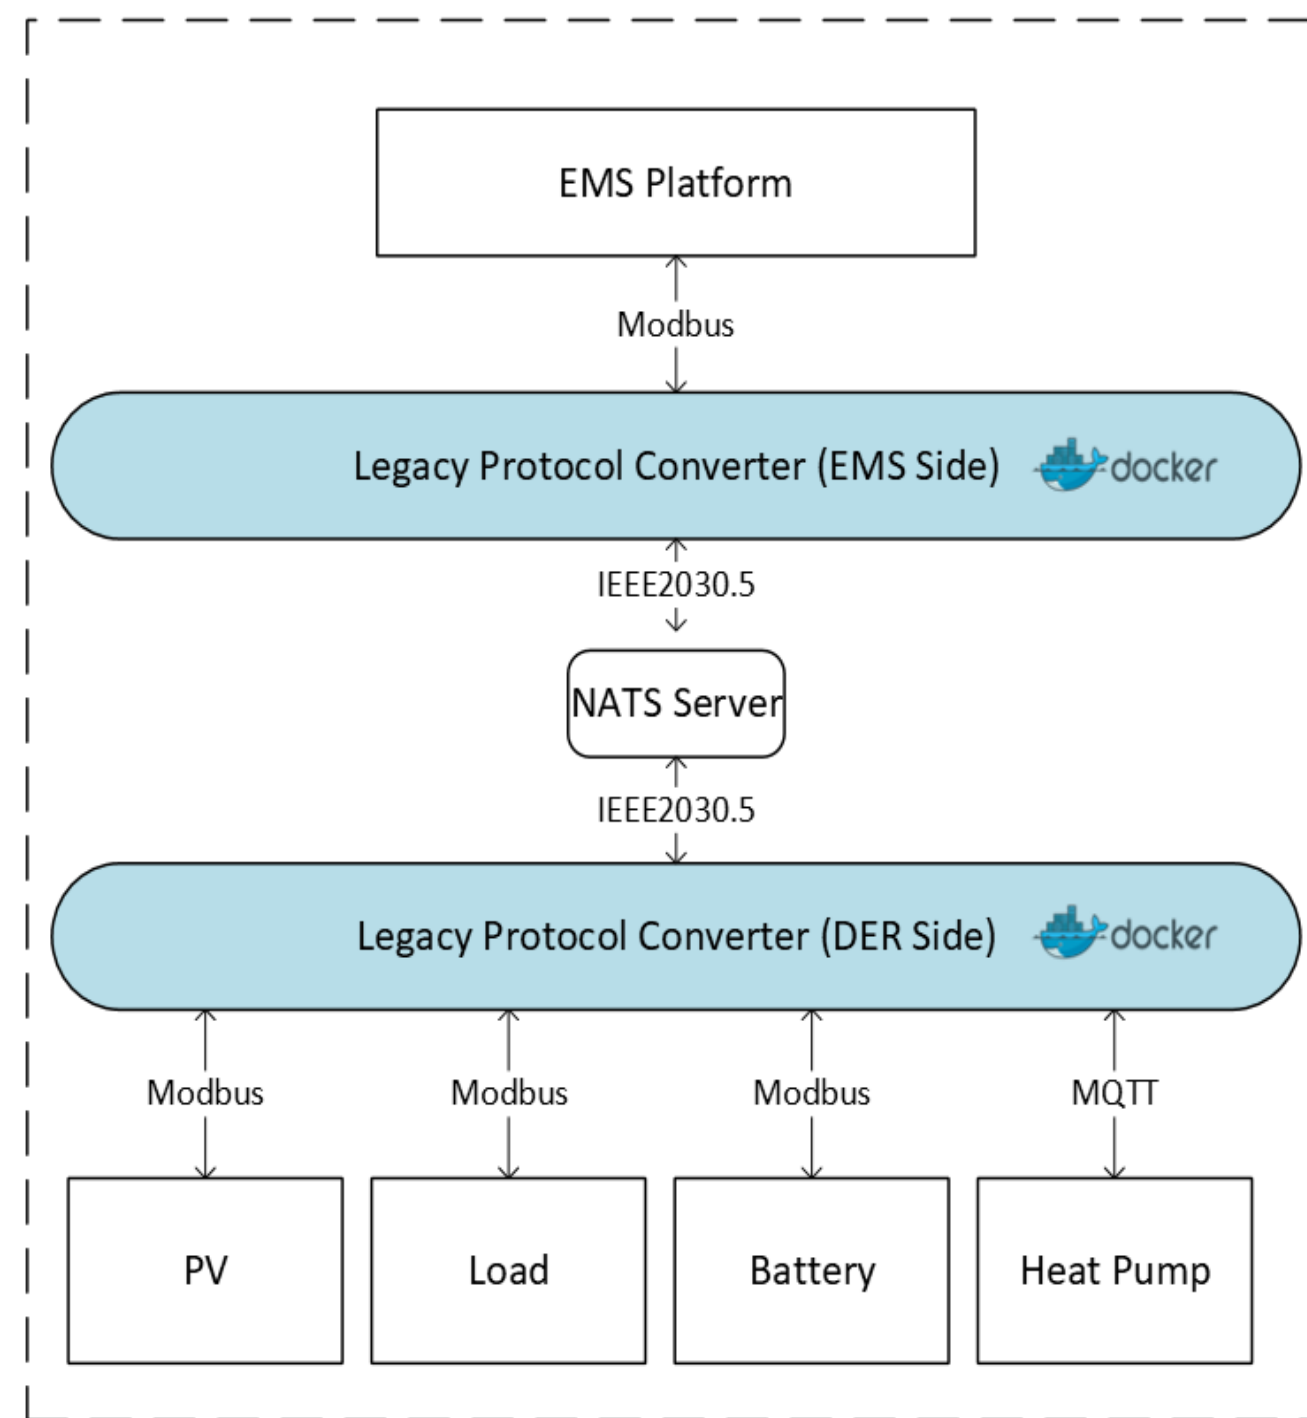 EMS Platform
Modbus
Legacy Protocol Converter (EMS Side) docker
IEEE2030.5
NATS Server
IEEE2030.5
Legacy Protocol Converter (DER Side) docker
Modbus Modbus Modbus MQTT
PV Load Battery Heat Pump